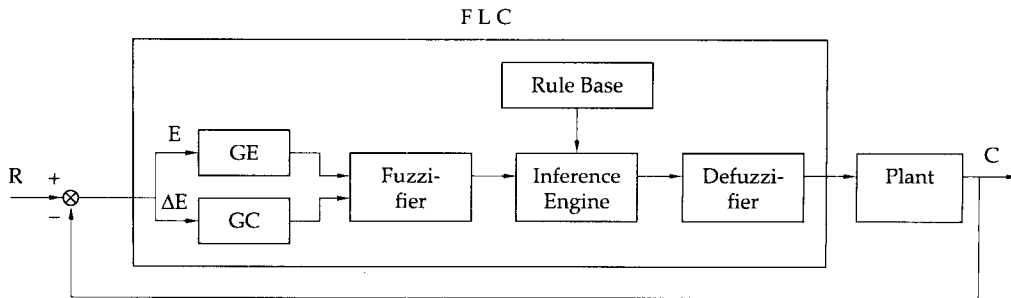 F L C
Rule Base
E
GE
R
+
−
ΔE
GC
Fuzzi-
fier
Inference
Engine
Defuzzi-
fier
Plant
C